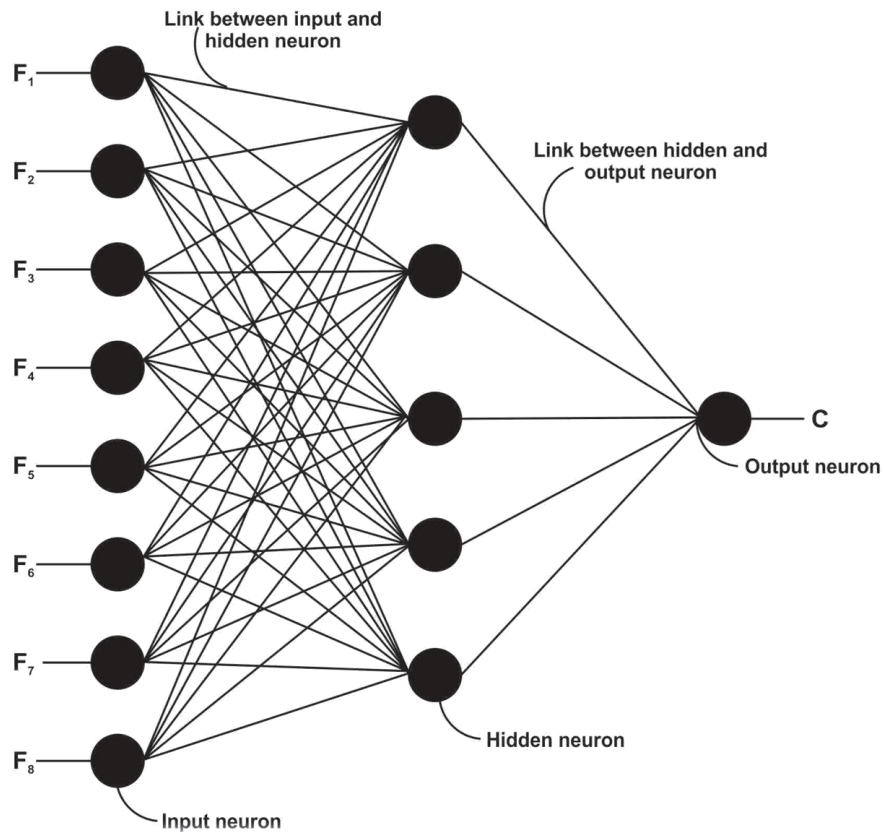 Link between input and
hidden neuron
F₁
F₂
Link between hidden and
output neuron
F₃
F₄
C
F₅
Output neuron
F₆
F₇
Hidden neuron
F₈
Input neuron